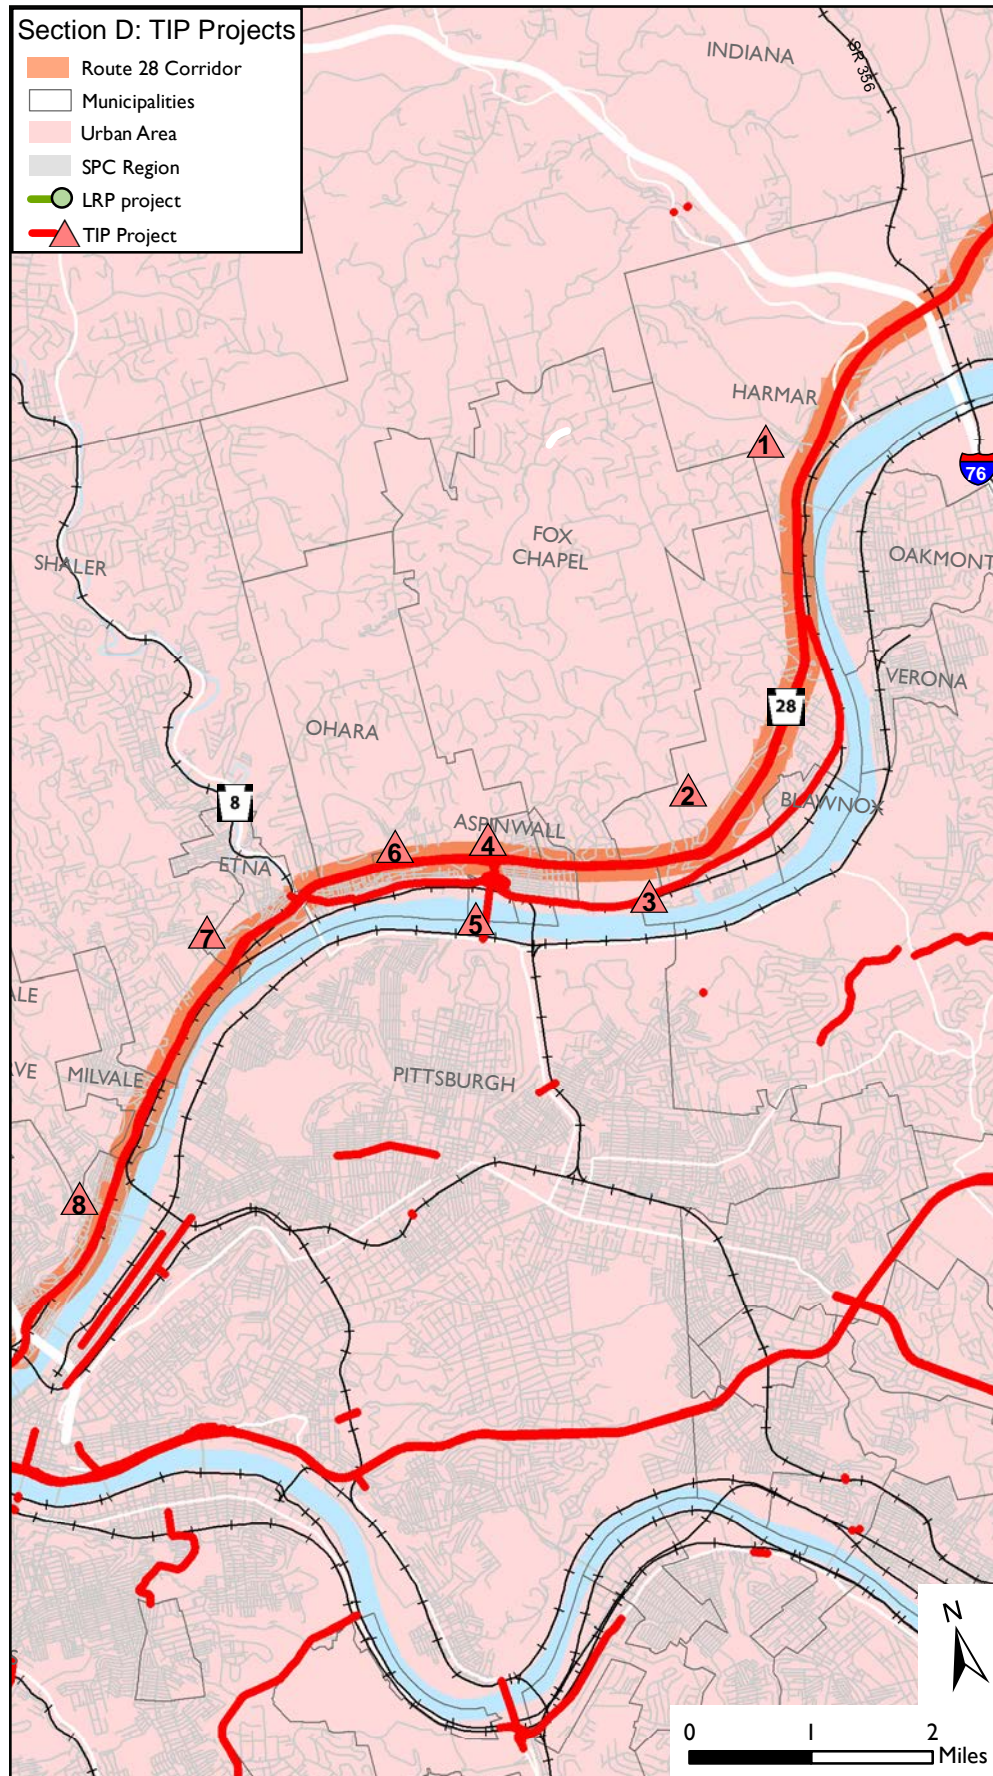 Section D: TIP Projects
Route 28 Corridor
Municipalities
Urban Area
SPC Region
LRP project
TIP Project
INDIANA
SR 356
HARMAR
1
76
FOX
CHAPEL
OAKMONT
SHALER
VERONA
28
OHARA
2
BLAWNOX
8
ASPINWALL
4
6
ETNA
3
5
7
ALE
RVE
MILVALE
PITTSBURGH
8
N
0 1 2
Miles